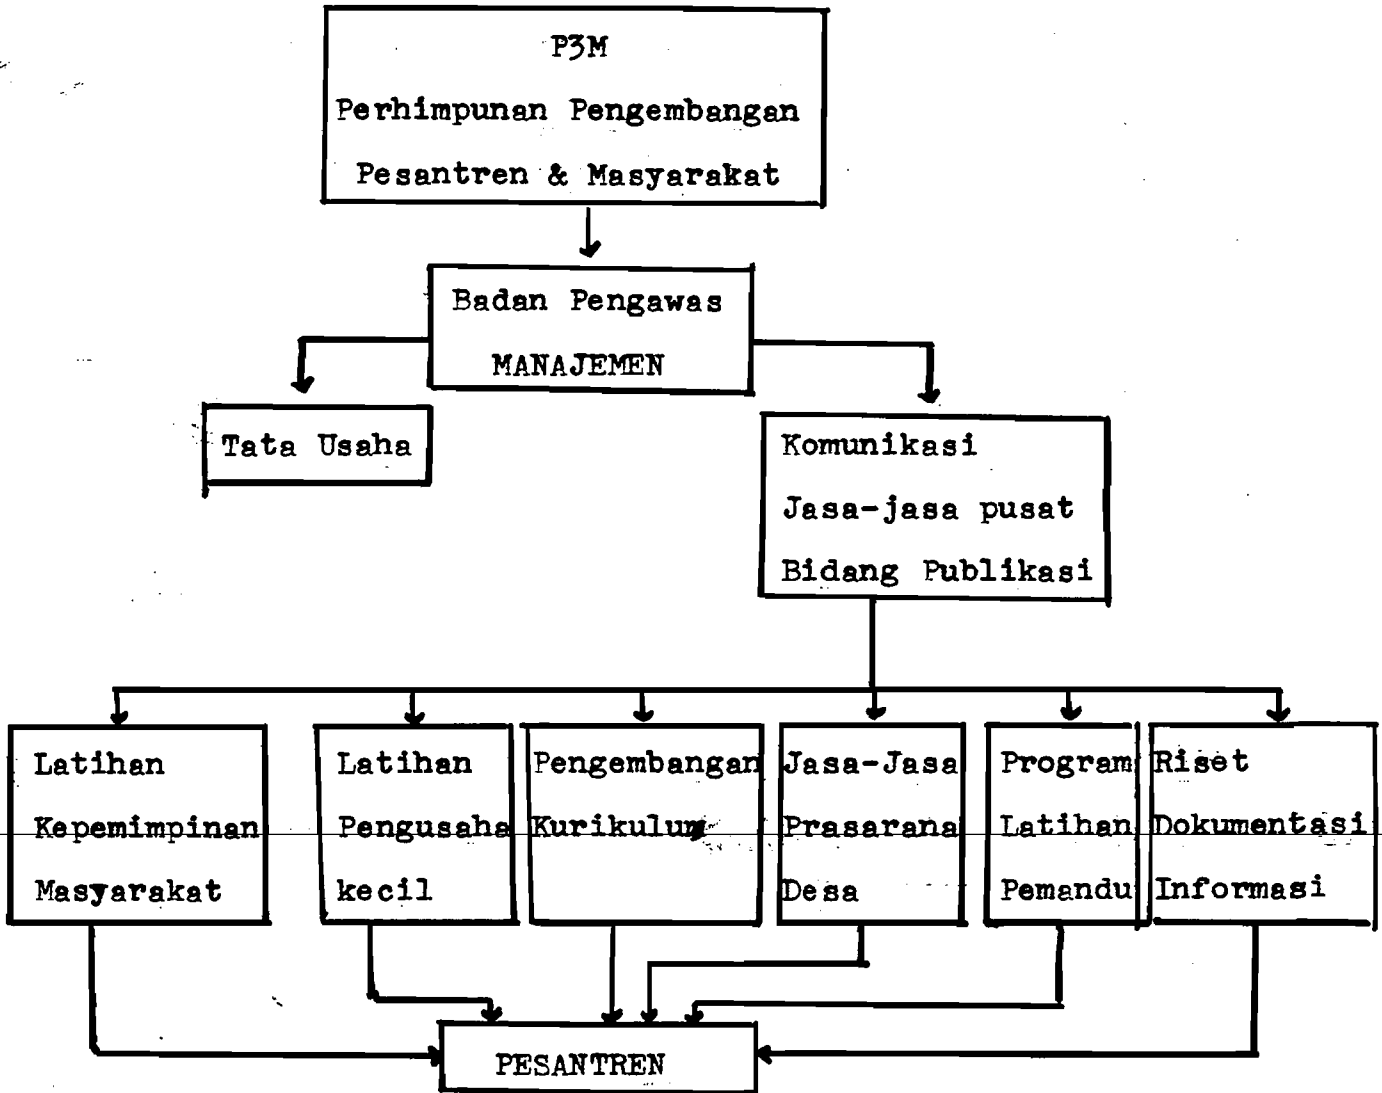 P3M
Perhimpunan Pengembangan
Pesantren & Masyarakat
Badan Pengawas
MANAJEMEN
Tata Usaha
Komunikasi
Jasa-jasa pusat
Bidang Publikasi
Latihan
Kepemimpinan
Masyarakat
Latihan
Pengusaha
kecil
Pengembangan
Kurikulum
Jasa-Jasa
Prasarana
Desa
Program
Latihan
Pemandu
Riset
Dokumentasi
Informasi
PESANTREN